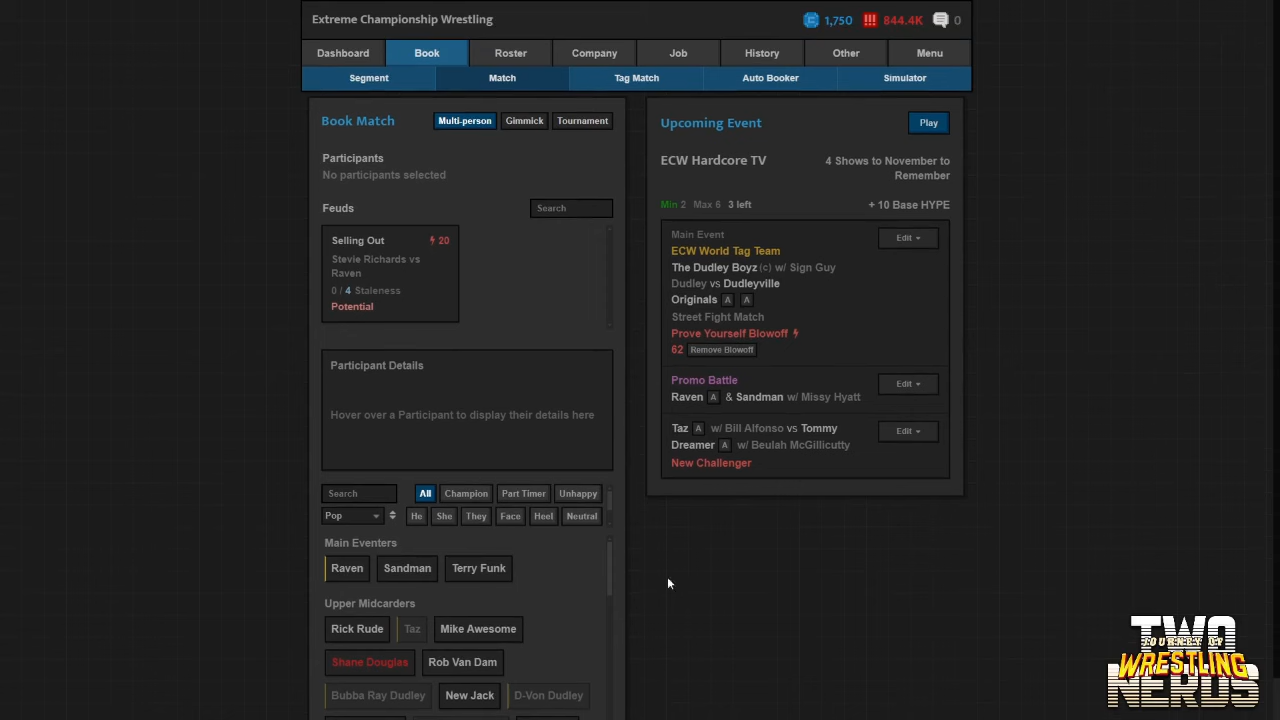 Extreme Championship Wrestling
1,750
844.4K
0
Dashboard
Book
Roster
Company
Job
History
Other
Menu
Segment
Match
Tag Match
Auto Booker
Simulator
Book Match
Multi-person
Gimmick
Tournament
Participants
No participants selected
Feuds
Search
Selling Out
20
Stevie Richards vs
Raven
0 / 4 Staleness
Potential
Participant Details
Hover over a Participant to display their details here
Search
All
Champion
Part Timer
Unhappy
Pop
He
She
They
Face
Heel
Neutral
Main Eventers
Raven
Sandman
Terry Funk
Upper Midcarders
Rick Rude
Taz
Mike Awesome
Shane Douglas
Rob Van Dam
Bubba Ray Dudley
New Jack
D-Von Dudley
Upcoming Event
Play
ECW Hardcore TV
4 Shows to November to
Remember
Min 2 Max 6 3 left
+ 10 Base HYPE
Main Event
Edit
ECW World Tag Team
The Dudley Boyz (c) w/ Sign Guy
Dudley vs Dudleyville
Originals A A
Street Fight Match
Prove Yourself Blowoff
62 Remove Blowoff
Promo Battle
Edit
Raven A & Sandman w/ Missy Hyatt
Taz A w/ Bill Alfonso vs Tommy
Edit
Dreamer A w/ Beulah McGillicutty
New Challenger
TWO
JOURNEY OF
WRESTLING
NERDS